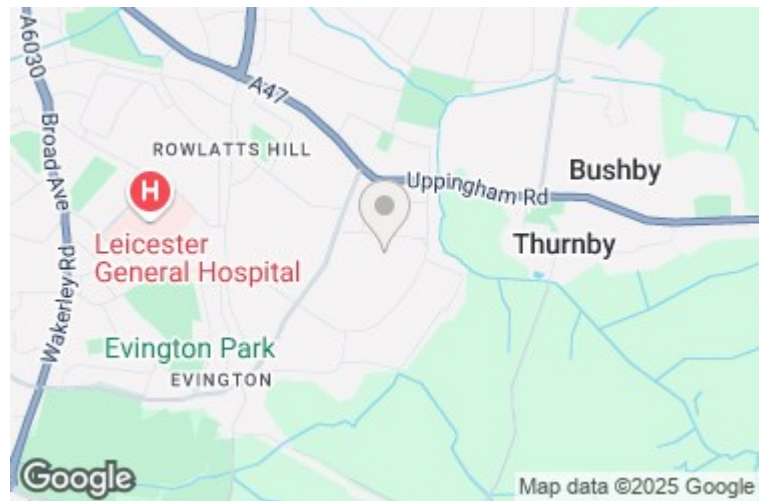 A6030
Broad Ave
Wakerley Rd
A47
ROWLATTS HILL
H
Leicester
General Hospital
Uppingham Rd
Bushby
Thurnby
Evington Park
EVINGTON
Google
Map data ©2025 Google